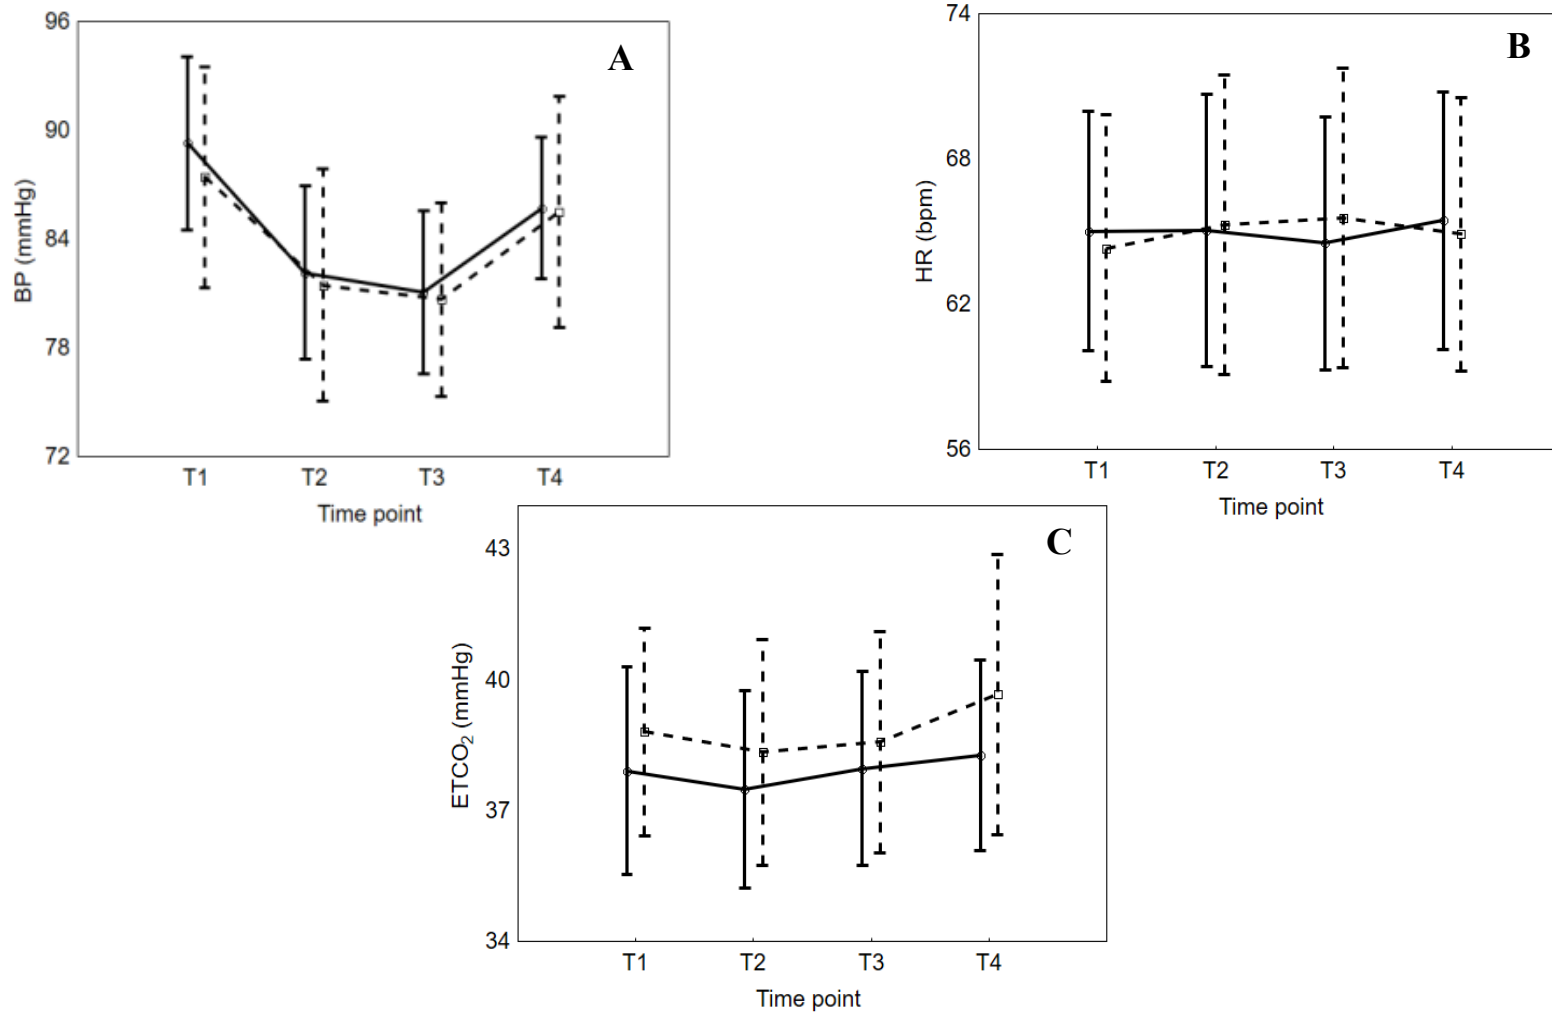 A
96
90
84
78
72
BP (mmHg)
T1 T2 T3 T4
Time point
B
74
68
62
56
HR (bpm)
T1 T2 T3 T4
Time point
C
43
40
37
34
ETCO₂ (mmHg)
T1 T2 T3 T4
Time point